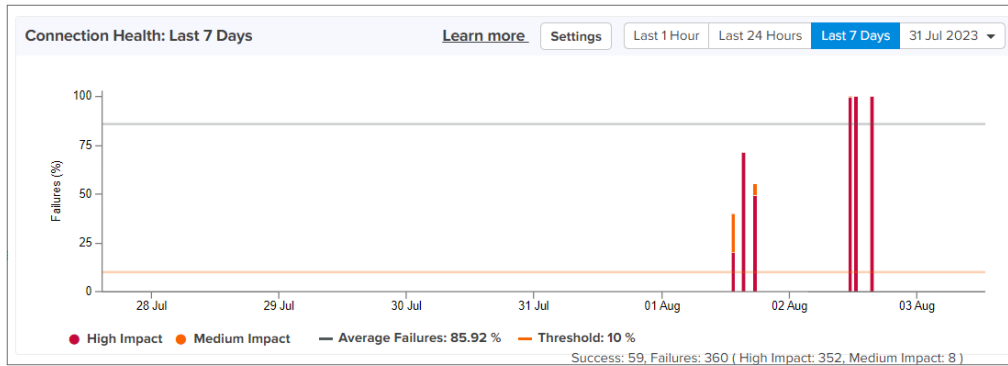 Connection Health: Last 7 Days Learn more Settings Last 1 Hour Last 24 Hours Last 7 Days 31 Jul 2023
100
75
50
25
0
Failures (%)
28 Jul 29 Jul 30 Jul 31 Jul 01 Aug 02 Aug 03 Aug
High Impact Medium Impact Average Failures: 85.92 % Threshold: 10 %
Success: 59, Failures: 360 ( High Impact: 352, Medium Impact: 8 )